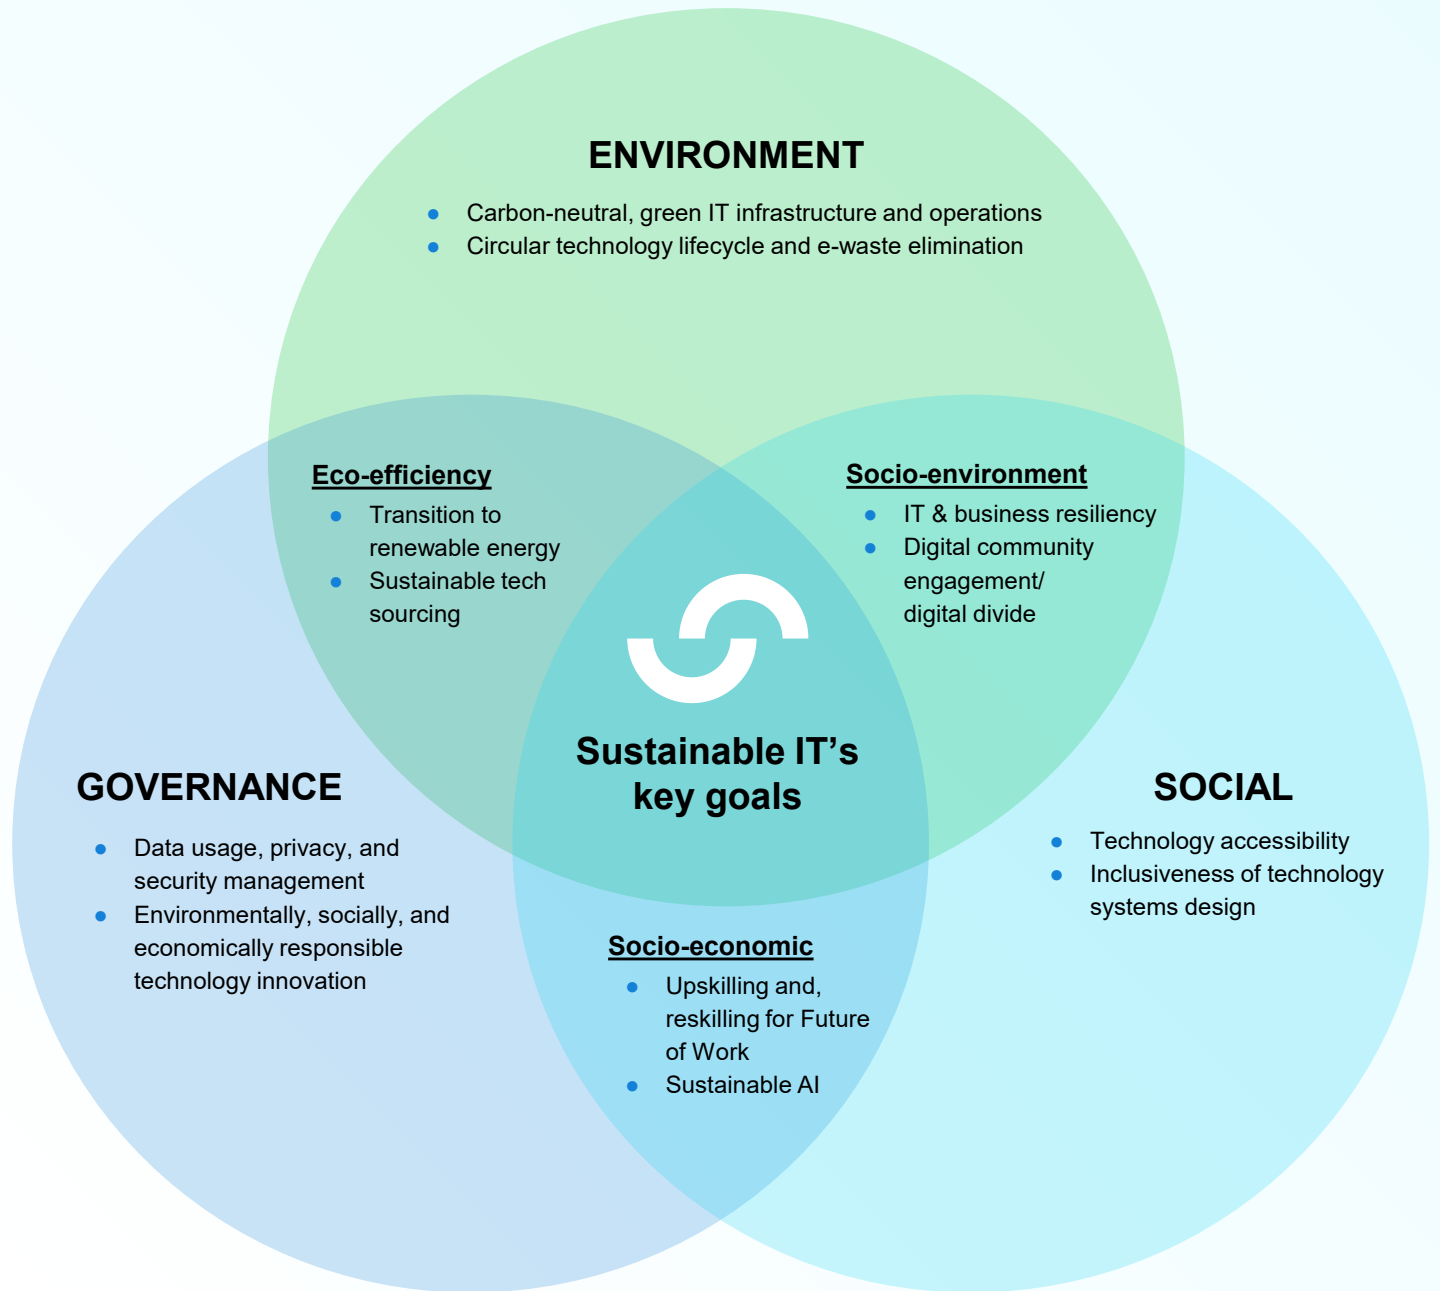 ENVIRONMENT
● Carbon-neutral, green IT infrastructure and operations
● Circular technology lifecycle and e-waste elimination
Eco-efficiency
● Transition to
renewable energy
● Sustainable tech
sourcing
Socio-environment
● IT & business resiliency
● Digital community
engagement/
digital divide
Sustainable IT’s
key goals
GOVERNANCE
● Data usage, privacy, and
security management
● Environmentally, socially, and
economically responsible
technology innovation
SOCIAL
● Technology accessibility
● Inclusiveness of technology
systems design
Socio-economic
● Upskilling and,
reskilling for Future
of Work
● Sustainable AI